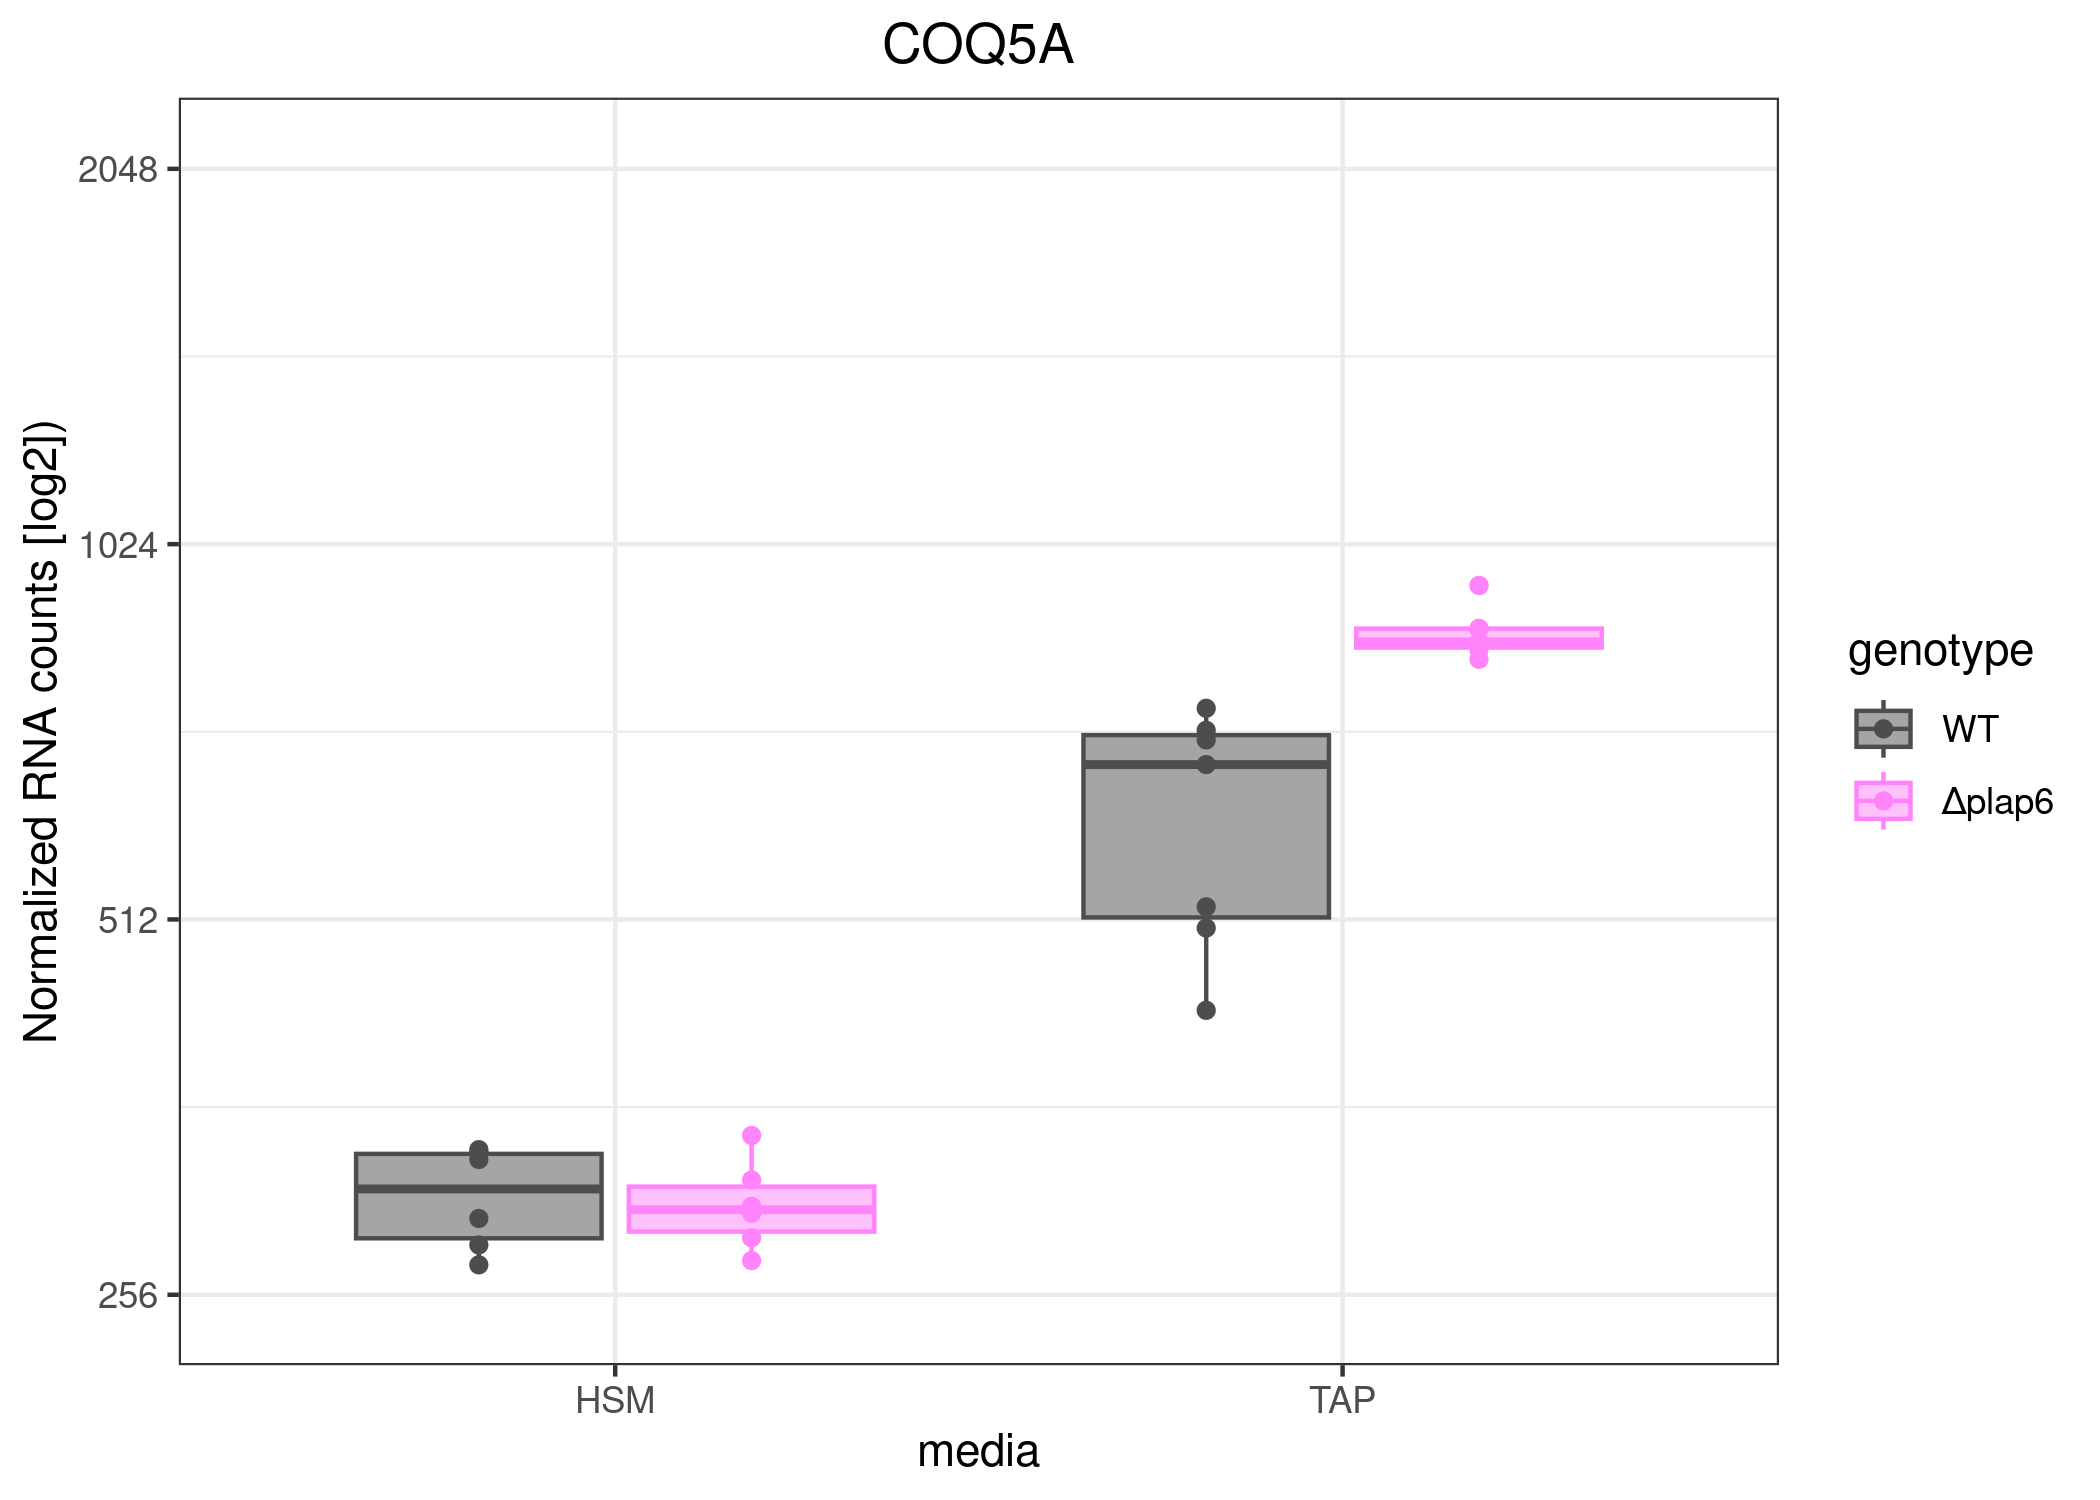 COQ5A
Normalized RNA counts [log2])
2048
1024
512
256
HSM
TAP
media
genotype
WT
Δplap6